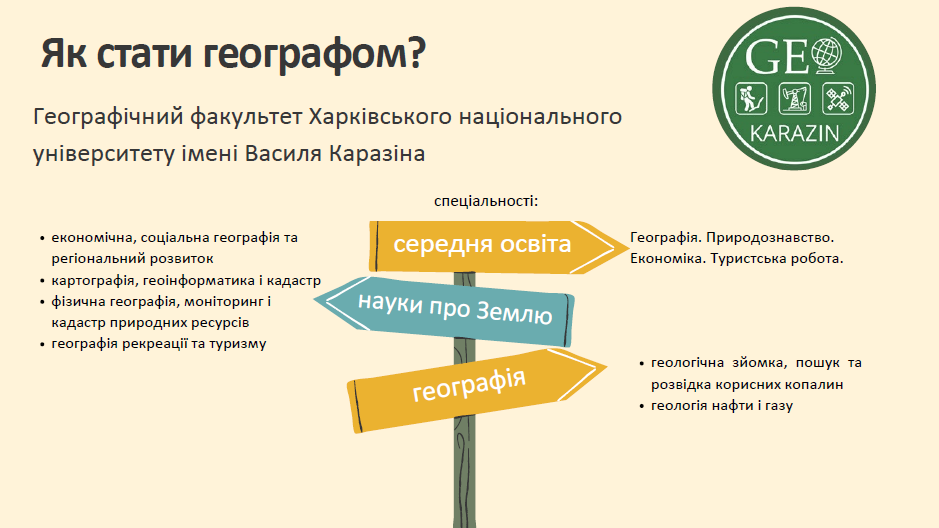 Як стати географом?
GEO
KARAZIN
Географічний факультет Харківського національного
університету імені Василя Каразіна
спеціальності:
середня освіта
Географія. Природознавство.
Економіка. Туристська робота.
• економічна, соціальна географія та
регіональний розвиток
• картографія, геоінформатика і кадастр
• фізична географія, моніторинг і
кадастр природних ресурсів
• географія рекреації та туризму
науки про Землю
географія
• геологічна зйомка, пошук та
розвідка корисних копалин
• геологія нафти і газу